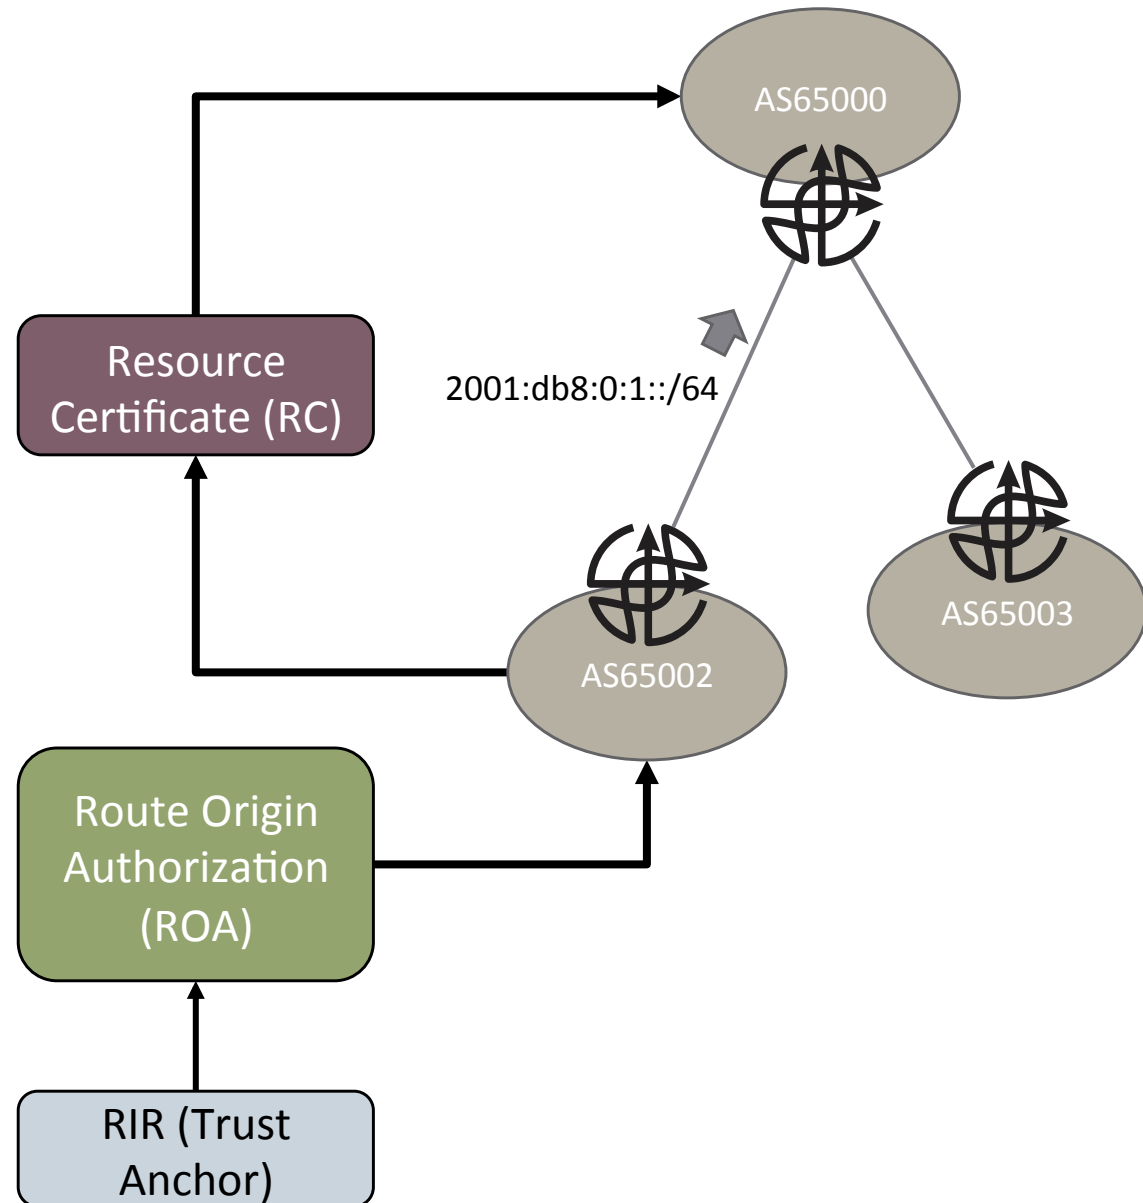 AS65000
Resource
Certificate (RC)
2001:db8:0:1::/64
AS65003
AS65002
Route Origin
Authorization
(ROA)
RIR (Trust
Anchor)